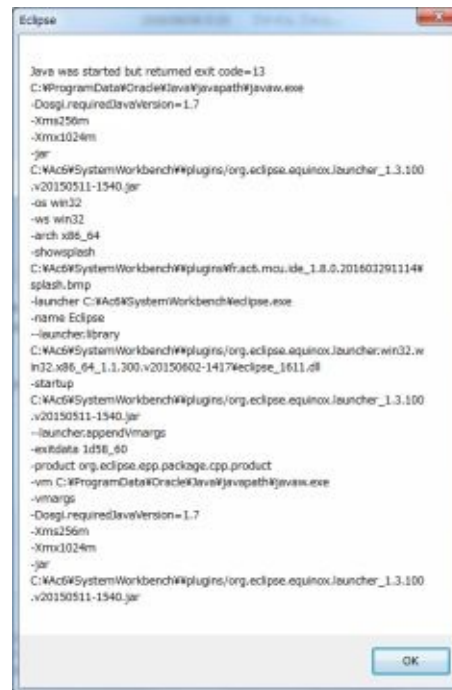 Eclipse
Java was started but returned exit code=13
C:¥ProgramData¥Oracle¥Java¥javapath¥javaw.exe
-Dosgi.requiredJavaVersion=1.7
-Xms256m
-Xmx1024m
-jar
C:¥Ac6¥SystemWorkbench¥¥plugins/org.eclipse.equinox.launcher_1.3.100
.v20150511-1540.jar
-os win32
-ws win32
-arch x86_64
-showsplash
C:¥Ac6¥SystemWorkbench¥¥plugins¥fr.ac6.mcu.ide_1.8.0.201603291114¥
splash.bmp
-launcher C:¥Ac6¥SystemWorkbench¥eclipse.exe
-name Eclipse
--launcher.library
C:¥Ac6¥SystemWorkbench¥¥plugins/org.eclipse.equinox.launcher.win32.w
in32.x86_64_1.1.300.v20150602-1417¥eclipse_1611.dll
-startup
C:¥Ac6¥SystemWorkbench¥¥plugins/org.eclipse.equinox.launcher_1.3.100
.v20150511-1540.jar
--launcher.appendVmargs
-exitdata 1d58_60
-product org.eclipse.epp.package.cpp.product
-vm C:¥ProgramData¥Oracle¥Java¥javapath¥javaw.exe
-vmargs
-Dosgi.requiredJavaVersion=1.7
-Xms256m
-Xmx1024m
-jar
C:¥Ac6¥SystemWorkbench¥¥plugins/org.eclipse.equinox.launcher_1.3.100
.v20150511-1540.jar
OK